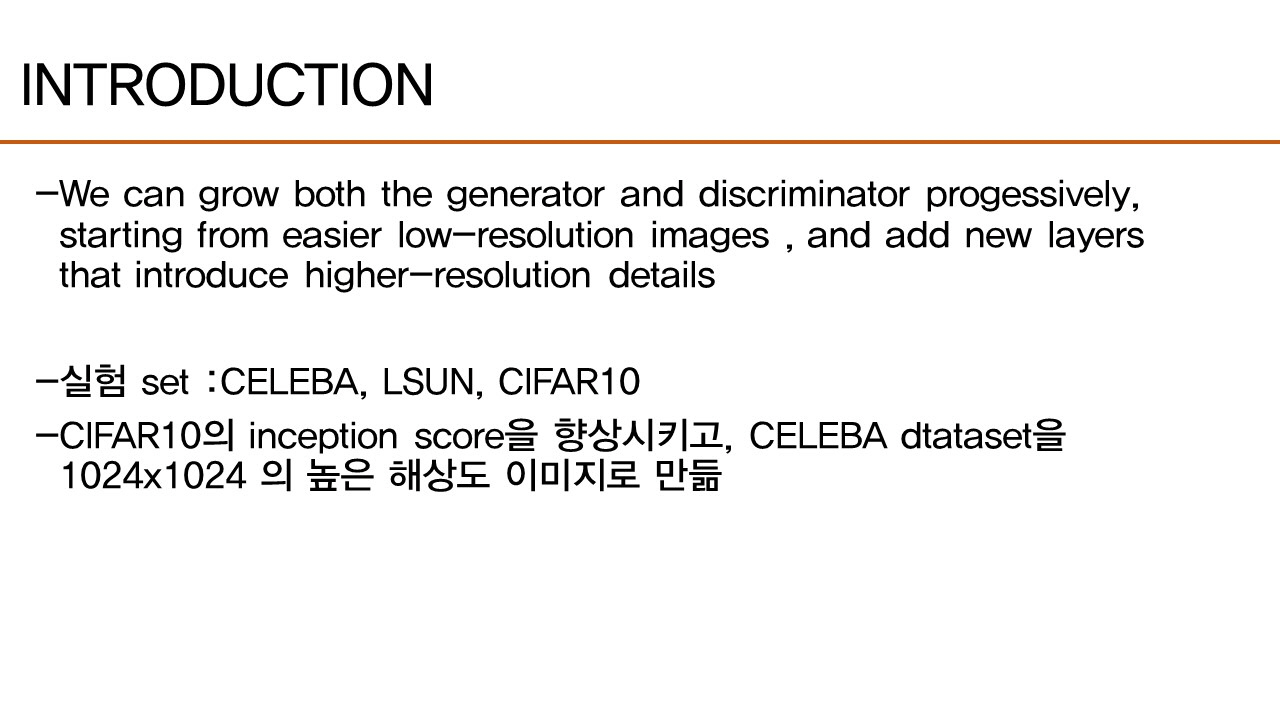 INTRODUCTION
–We can grow both the generator and discriminator progessively,
starting from easier low–resolution images , and add new layers
that introduce higher–resolution details
–실험 set :CELEBA, LSUN, CIFAR10
–CIFAR10의 inception score을 향상시키고, CELEBA dtataset을
1024x1024 의 높은 해상도 이미지로 만듦